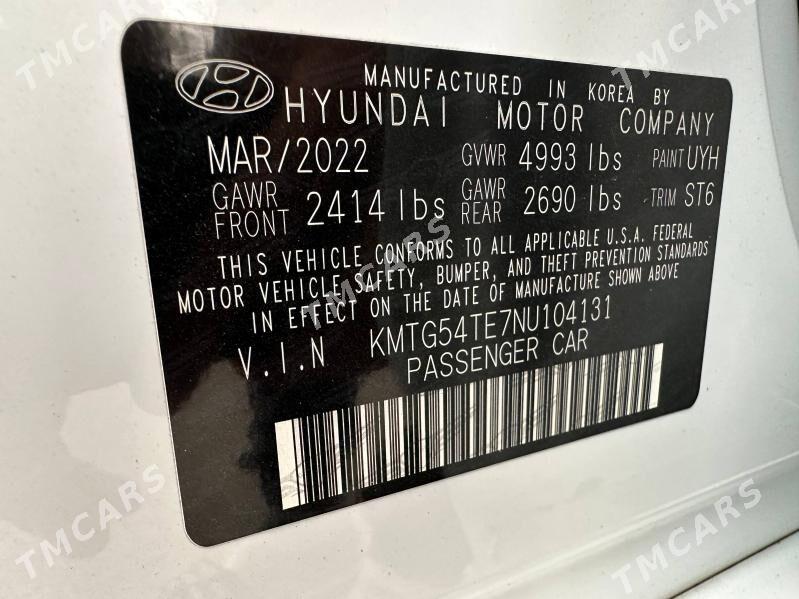 MANUFACTURED IN KOREA BY
HYUNDAI MOTOR COMPANY
MAR/2022 GVWR 4993 lbs PAINT UYH
GAWR FRONT 2414 lbs GAWR REAR 2690 lbs TRIM ST6
THIS VEHICLE CONFORMS TO ALL APPLICABLE U.S.A. FEDERAL
MOTOR VEHICLE SAFETY, BUMPER, AND THEFT PREVENTION STANDARDS
IN EFFECT ON THE DATE OF MANUFACTURE SHOWN ABOVE
V.I.N KMTG54TE7NU104131
PASSENGER CAR
TMCARS
TMCARS
TMCARS
TMCARS
TMCARS